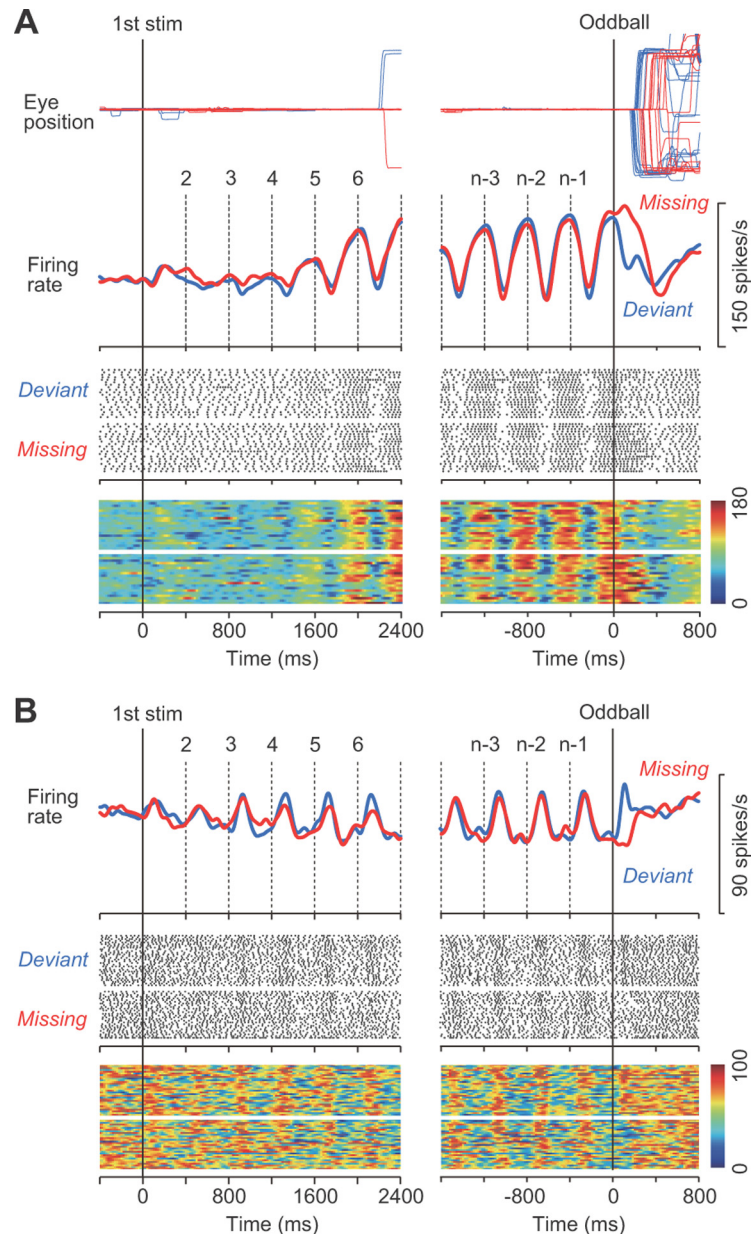 A
1st stim
Oddball
Eye
position
2 3 4 5 6
n-3 n-2 n-1
Missing
Firing
rate
Deviant
150 spikes/s
Deviant
Missing
180
0
0 800 1600 2400
-800 0 800
Time (ms)
Time (ms)
B
1st stim
Oddball
2 3 4 5 6
n-3 n-2 n-1
Missing
Firing
rate
Deviant
90 spikes/s
Deviant
Missing
100
0
0 800 1600 2400
-800 0 800
Time (ms)
Time (ms)